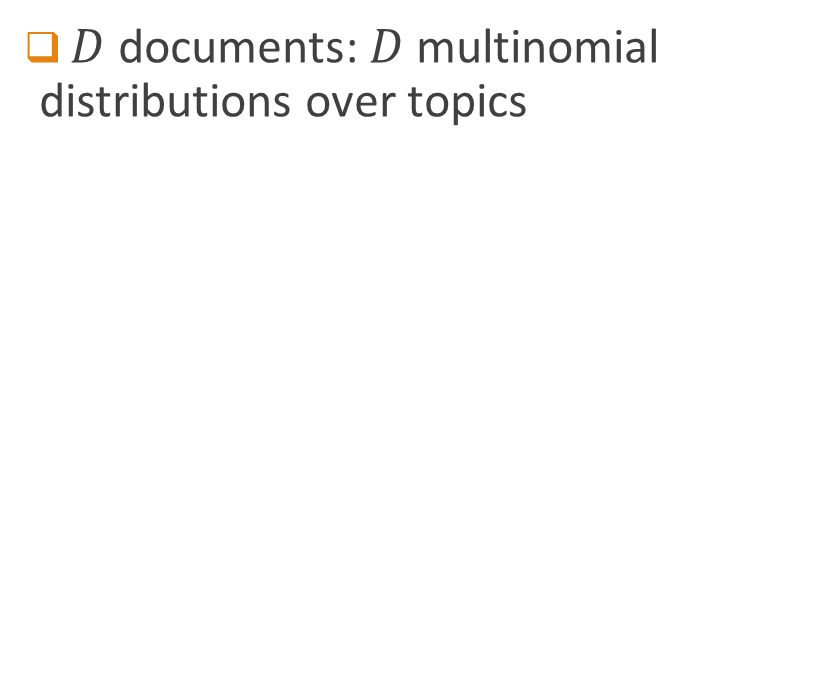 ❑ D documents: D multinomial
distributions over topics